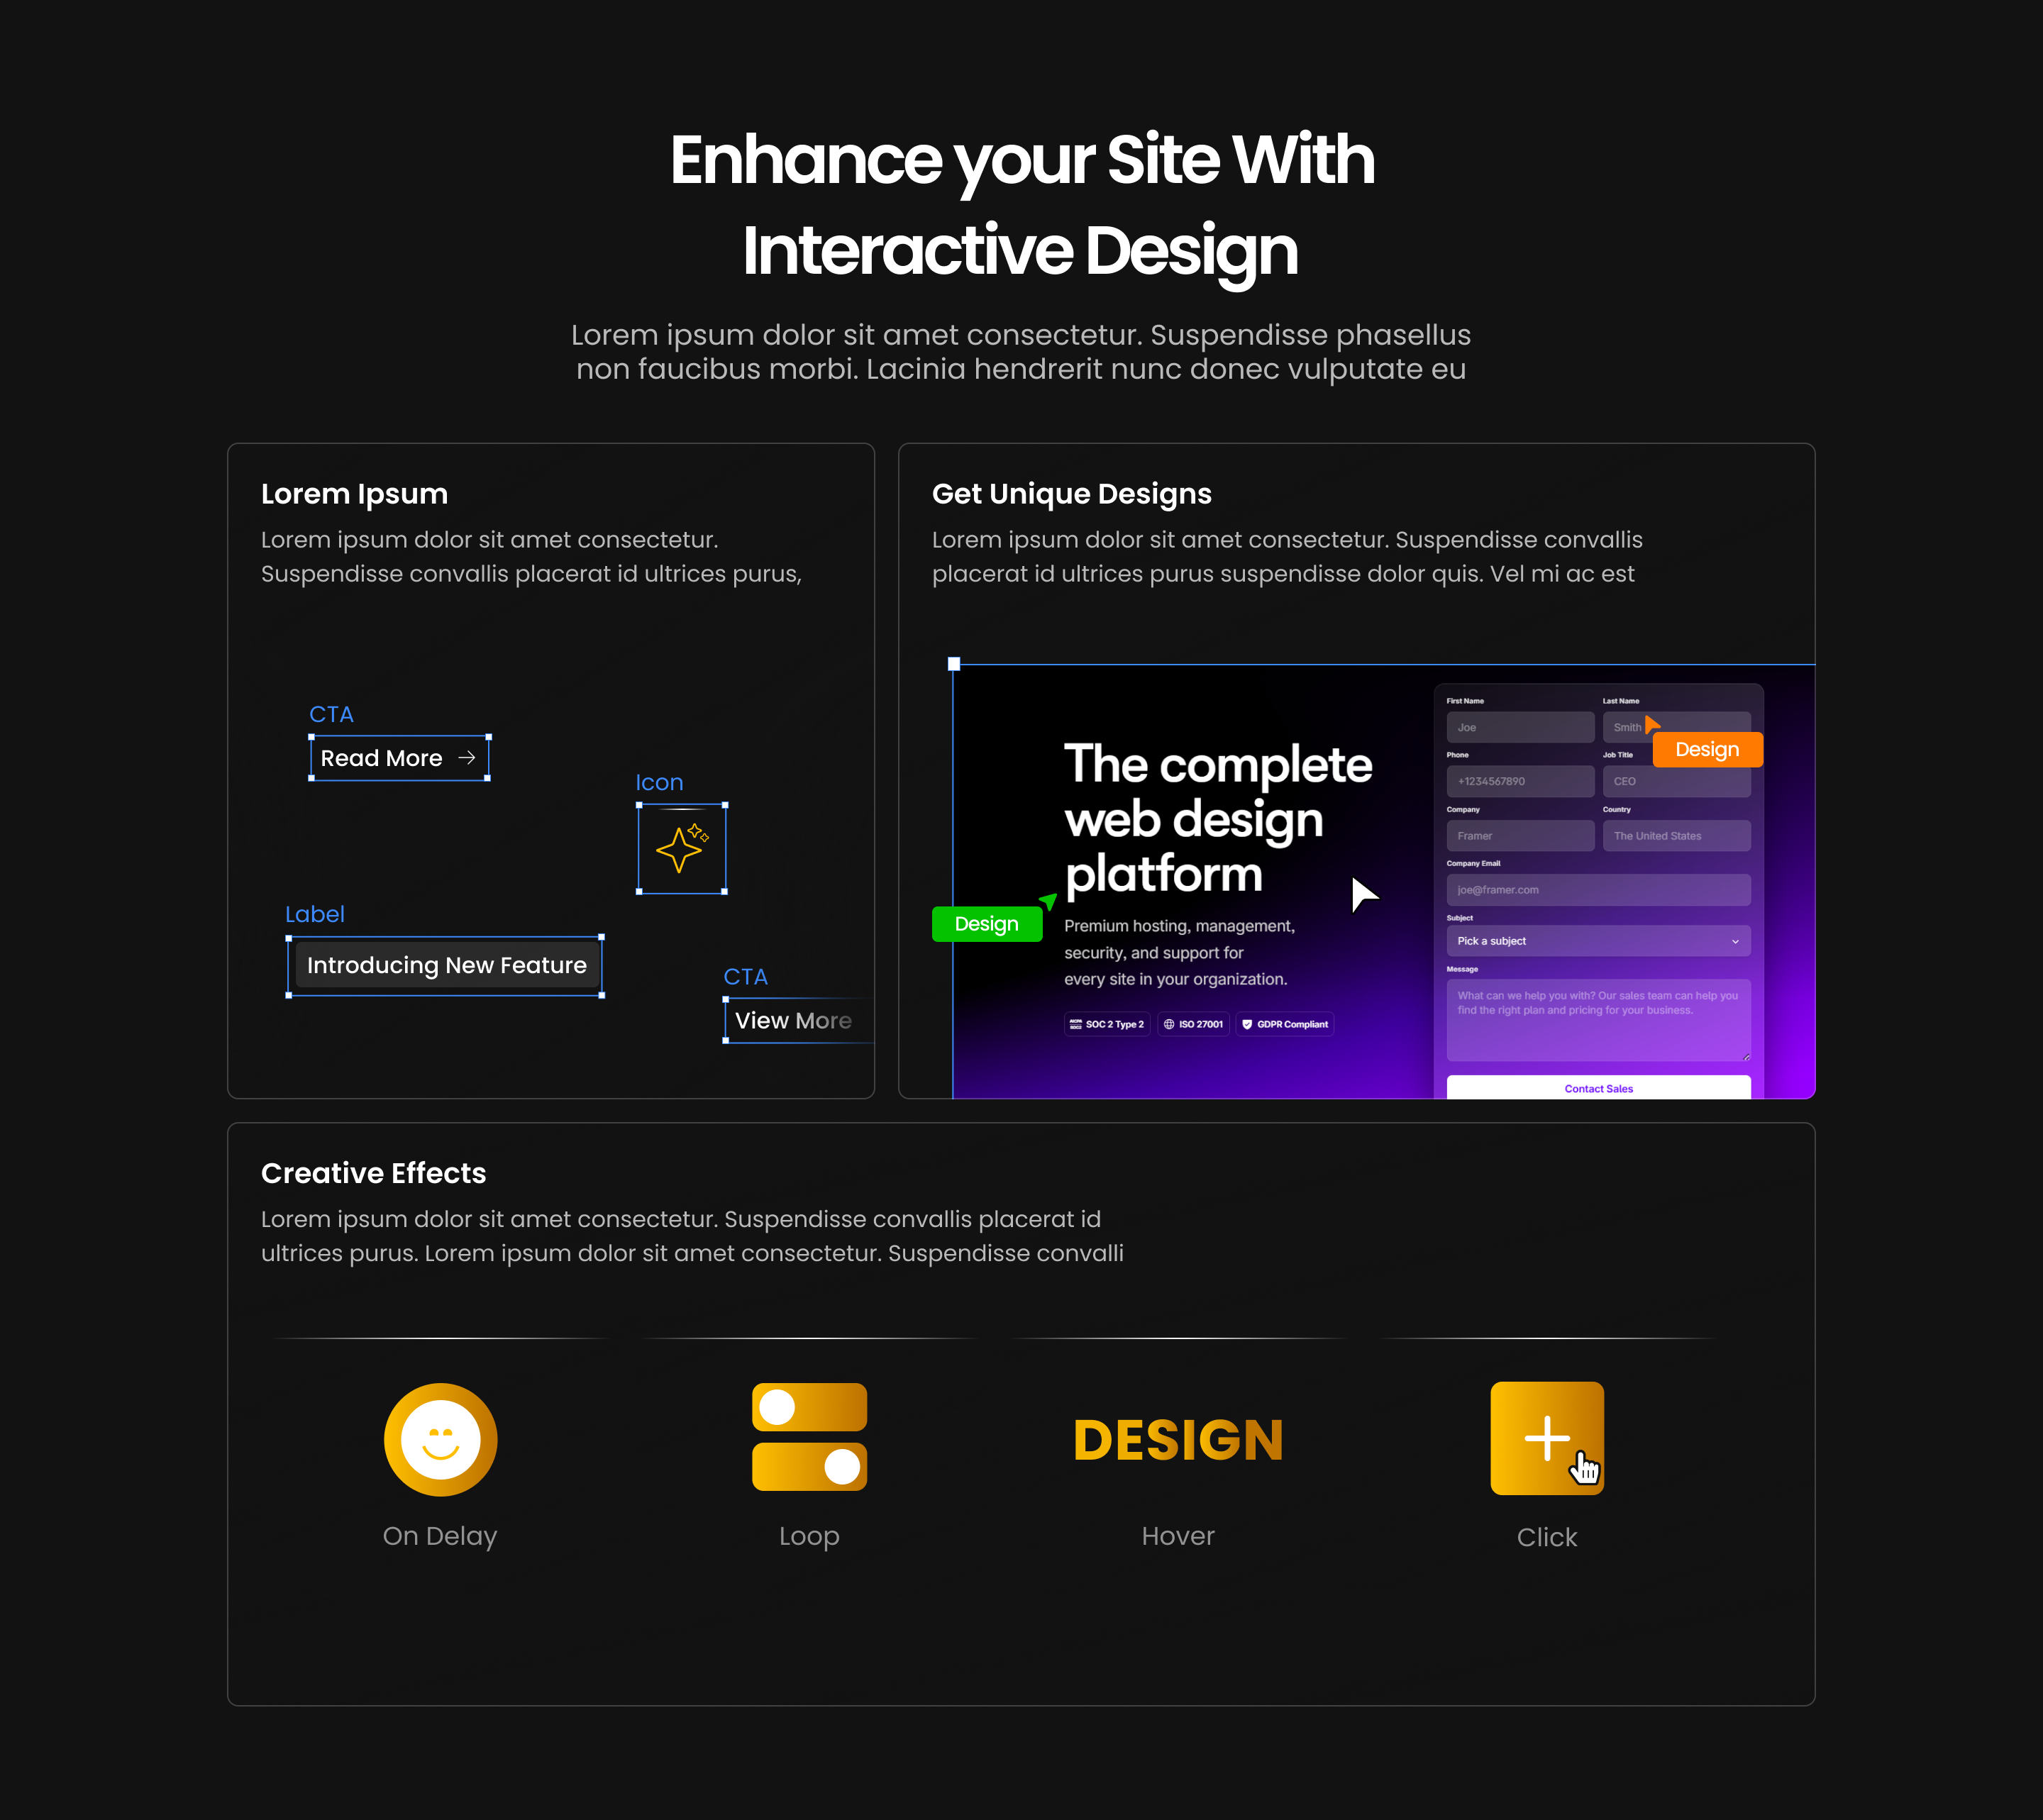 Enhance your Site With
Interactive Design
Lorem ipsum dolor sit amet consectetur. Suspendisse phasellus
non faucibus morbi. Lacinia hendrerit nunc donec vulputate eu
Lorem Ipsum
Lorem ipsum dolor sit amet consectetur.
Suspendisse convallis placerat id ultrices purus,
CTA
Read More
Icon
Label
Introducing New Feature
CTA
View More
Get Unique Designs
Lorem ipsum dolor sit amet consectetur. Suspendisse convallis
placerat id ultrices purus suspendisse dolor quis. Vel mi ac est
The complete
web design
platform
Design
Premium hosting, management,
security, and support for
every site in your organization.
SOC 2 Type 2
ISO 27001
GDPR Compliant
First Name
Last Name
Joe
Smith
Design
Phone
Job Title
+1234567890
CEO
Company
Country
Framer
The United States
Company Email
joe@framer.com
Subject
Pick a subject
Message
What can we help you with? Our sales team can help you
find the right plan and pricing for your business.
Contact Sales
Creative Effects
Lorem ipsum dolor sit amet consectetur. Suspendisse convallis placerat id
ultrices purus. Lorem ipsum dolor sit amet consectetur. Suspendisse convalli
DESIGN
On Delay
Loop
Hover
Click